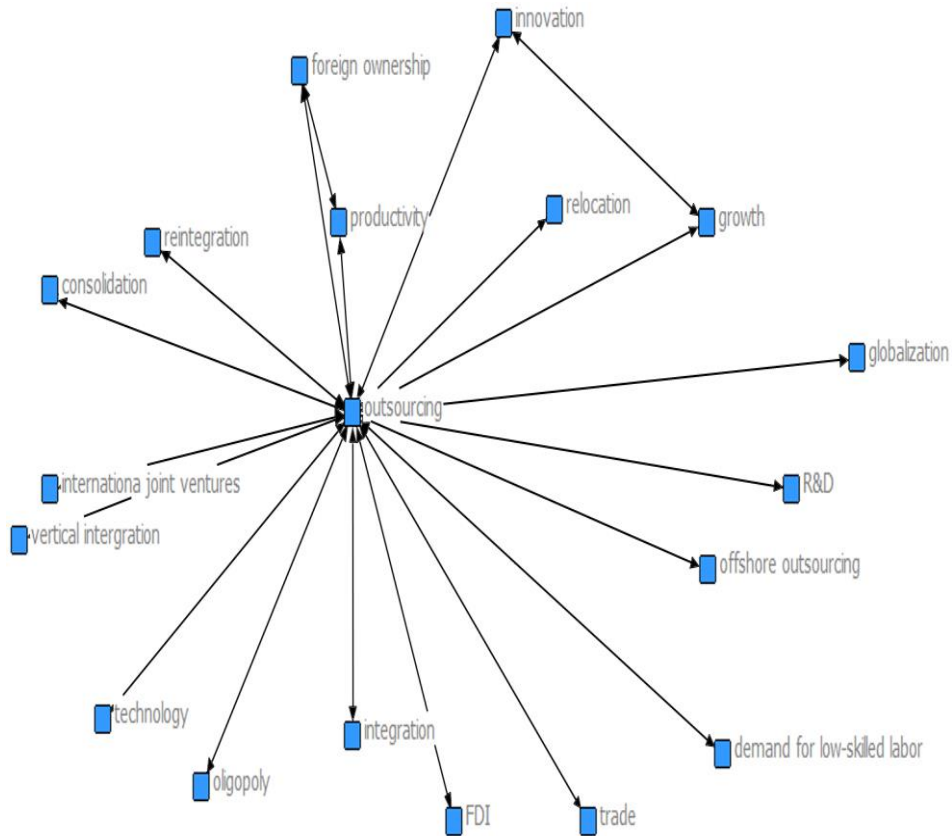 innovation
foreign ownership
relocation
productivity
growth
reintegration
consolidation
globalization
outsourcing
internationa joint ventures
R&D
vertical intergration
offshore outsourcing
technology
integration
demand for low-skilled labor
oligopoly
FDI
trade